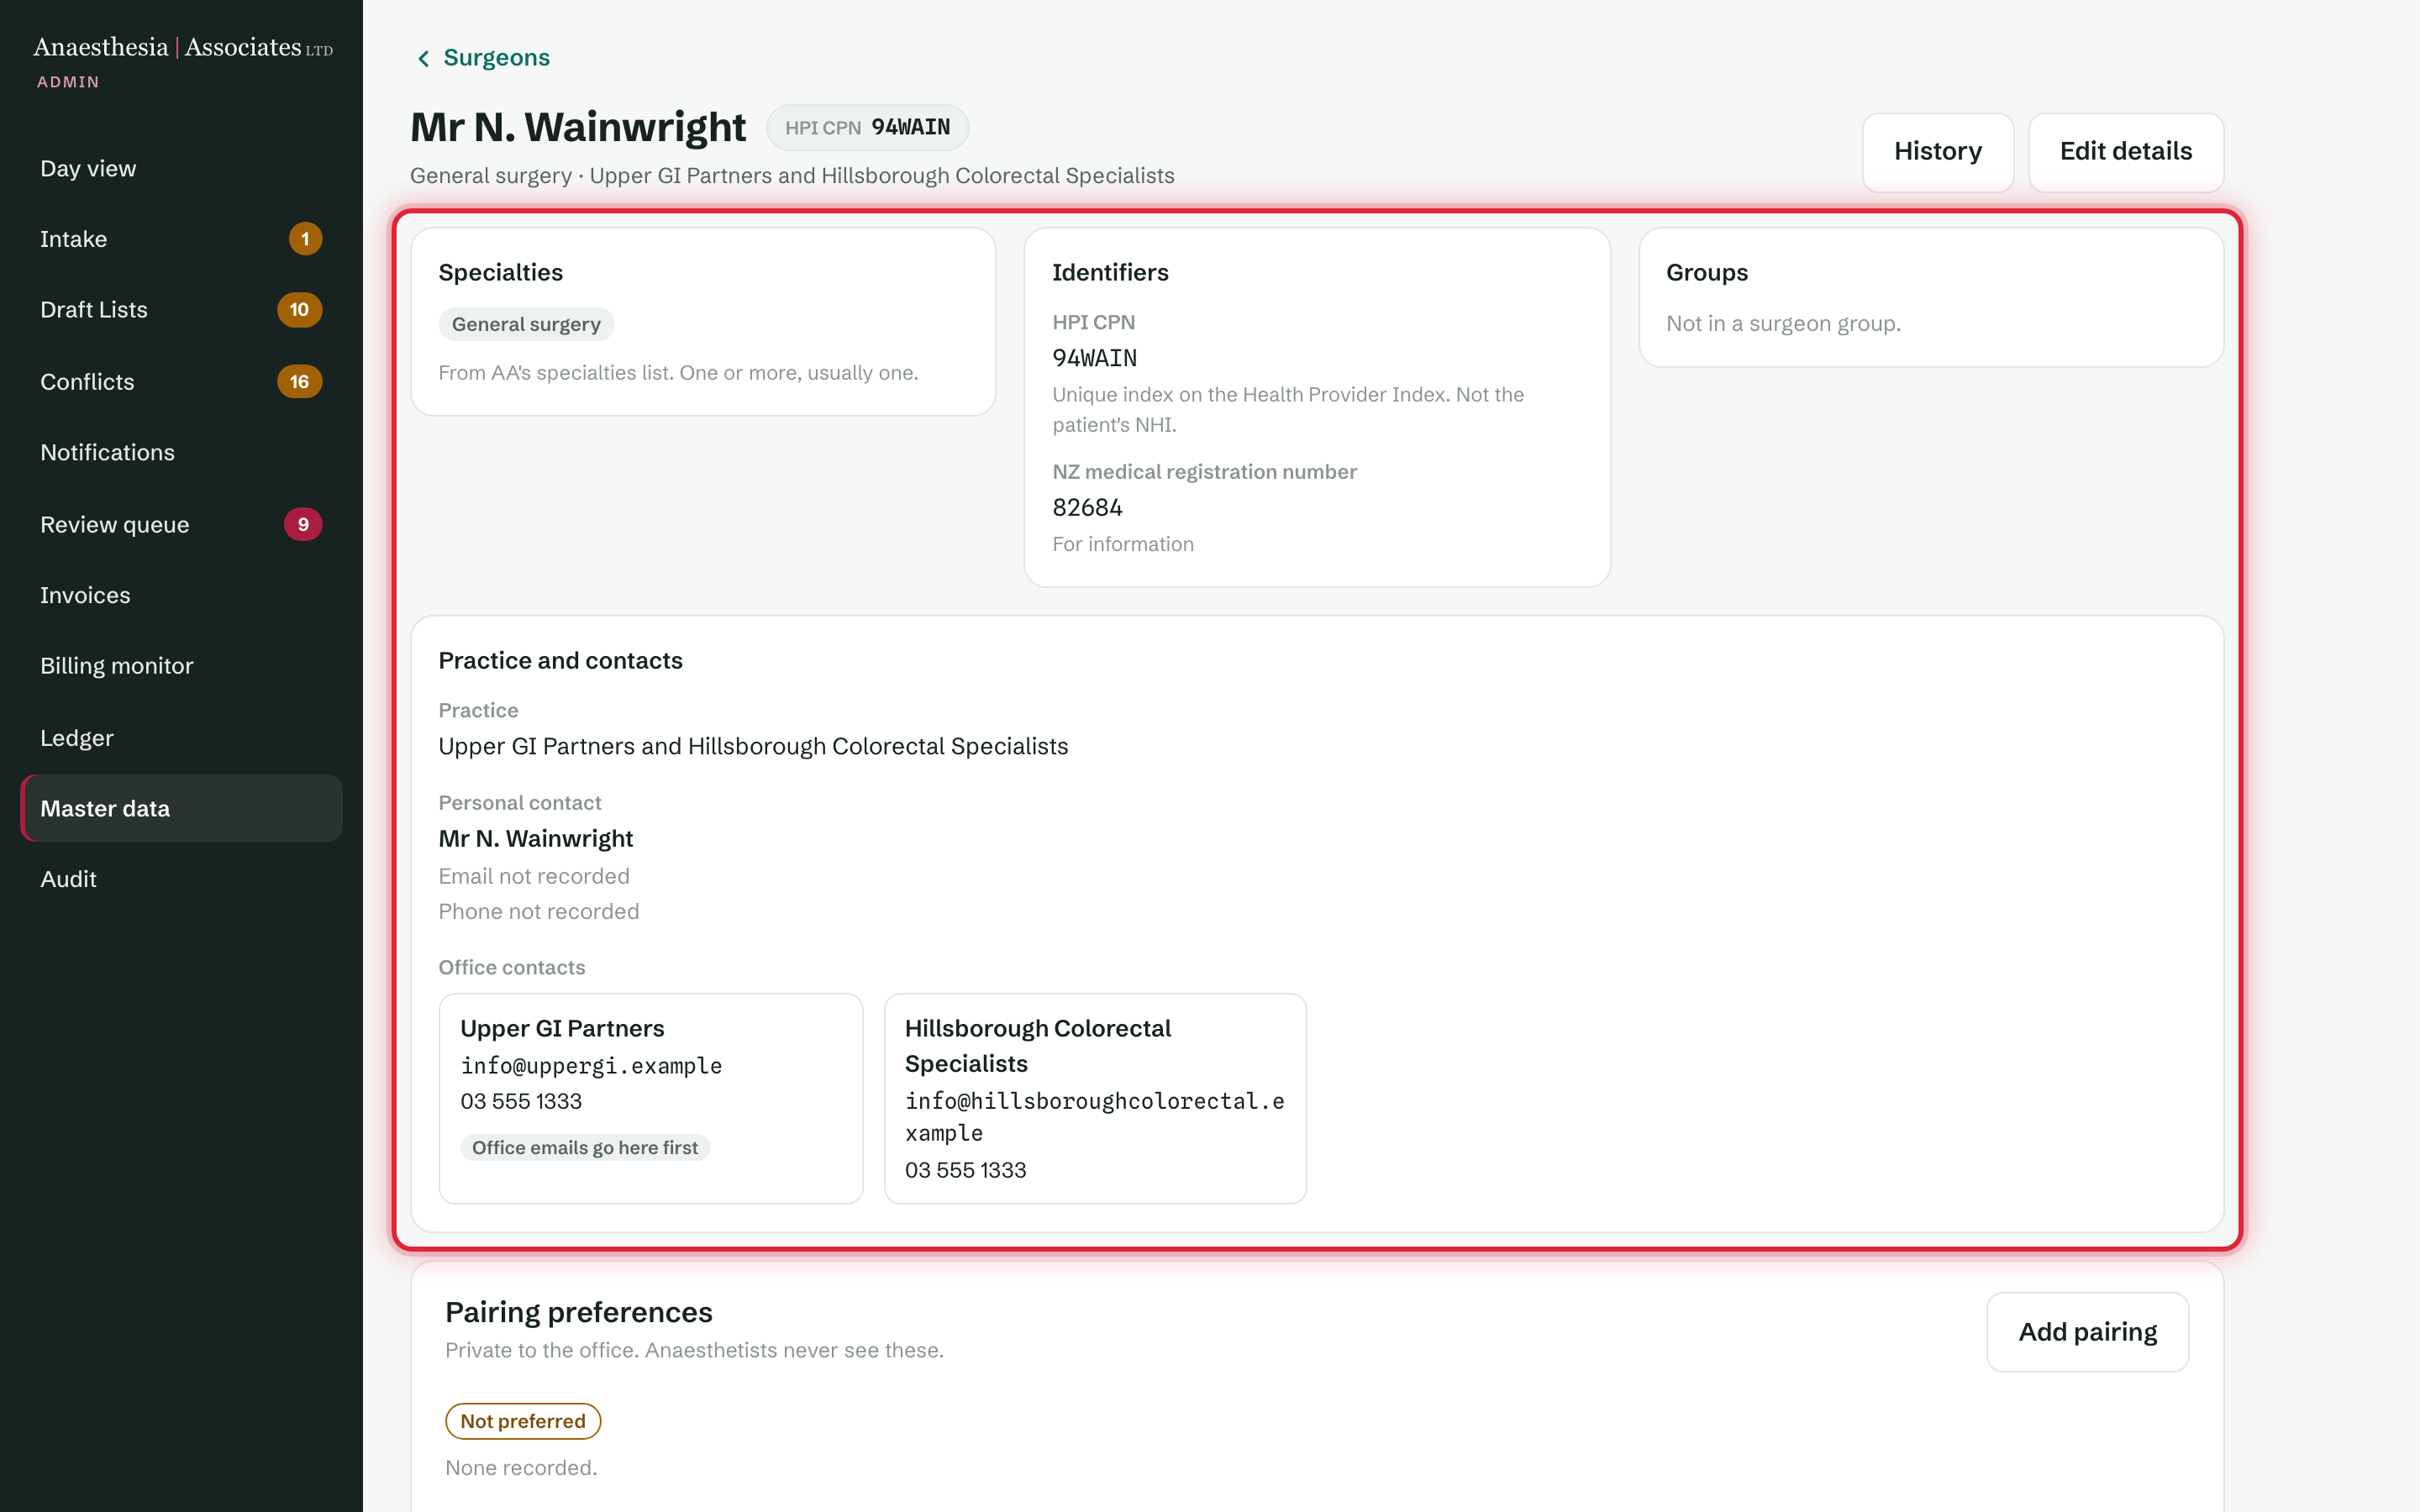 Anaesthesia | Associates LTD
ADMIN
Day view
Intake 1
Draft Lists 10
Conflicts 16
Notifications
Review queue 9
Invoices
Billing monitor
Ledger
Master data
Audit
Surgeons
Mr N. Wainwright HPI CPN 94WAIN
General surgery · Upper GI Partners and Hillsborough Colorectal Specialists
History
Edit details
Specialties
General surgery
From AA's specialties list. One or more, usually one.
Identifiers
HPI CPN
94WAIN
Unique index on the Health Provider Index. Not the
patient's NHI.
NZ medical registration number
82684
For information
Groups
Not in a surgeon group.
Practice and contacts
Practice
Upper GI Partners and Hillsborough Colorectal Specialists
Personal contact
Mr N. Wainwright
Email not recorded
Phone not recorded
Office contacts
Upper GI Partners
info@uppergi.example
03 555 1333
Office emails go here first
Hillsborough Colorectal
Specialists
info@hillsboroughcolorectal.e
xample
03 555 1333
Pairing preferences
Private to the office. Anaesthetists never see these.
Add pairing
Not preferred
None recorded.